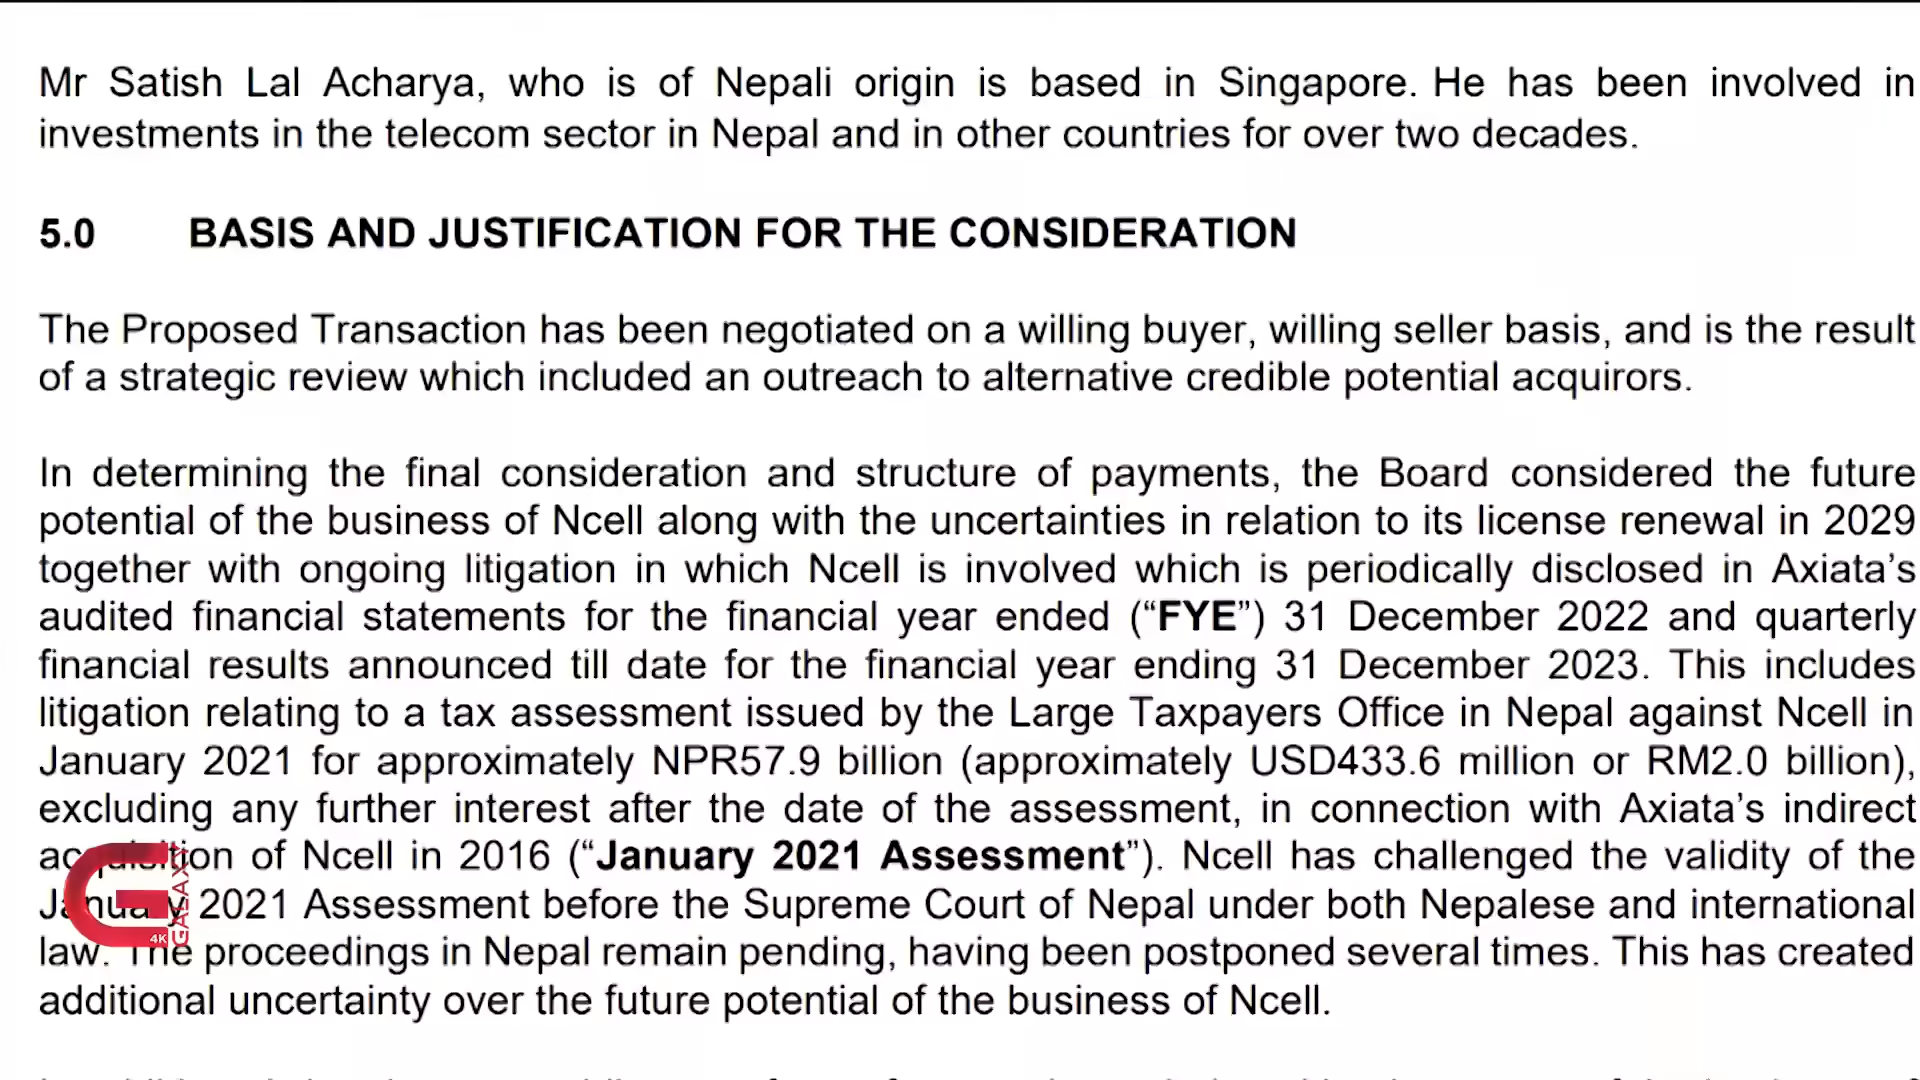 Mr Satish Lal Acharya, who is of Nepali origin is based in Singapore. He has been involved in
investments in the telecom sector in Nepal and in other countries for over two decades.
5.0 BASIS AND JUSTIFICATION FOR THE CONSIDERATION
The Proposed Transaction has been negotiated on a willing buyer, willing seller basis, and is the result
of a strategic review which included an outreach to alternative credible potential acquirors.
In determining the final consideration and structure of payments, the Board considered the future
potential of the business of Ncell along with the uncertainties in relation to its license renewal in 2029
together with ongoing litigation in which Ncell is involved which is periodically disclosed in Axiata’s
audited financial statements for the financial year ended (“FYE”) 31 December 2022 and quarterly
financial results announced till date for the financial year ending 31 December 2023. This includes
litigation relating to a tax assessment issued by the Large Taxpayers Office in Nepal against Ncell in
January 2021 for approximately NPR57.9 billion (approximately USD433.6 million or RM2.0 billion),
excluding any further interest after the date of the assessment, in connection with Axiata’s indirect
acquisition of Ncell in 2016 (“January 2021 Assessment”). Ncell has challenged the validity of the
January 2021 Assessment before the Supreme Court of Nepal under both Nepalese and international
law. The proceedings in Nepal remain pending, having been postponed several times. This has created
additional uncertainty over the future potential of the business of Ncell.
GALAXY
4K